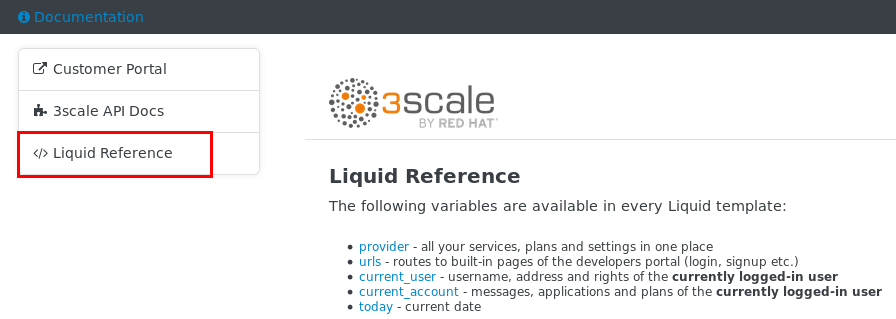 Documentation
Customer Portal
3scale API Docs
Liquid Reference
3scale
BY RED HAT
Liquid Reference
The following variables are available in every Liquid template:
provider - all your services, plans and settings in one place
urls - routes to built-in pages of the developers portal (login, signup etc.)
current_user - username, address and rights of the currently logged-in user
current_account - messages, applications and plans of the currently logged-in user
today - current date